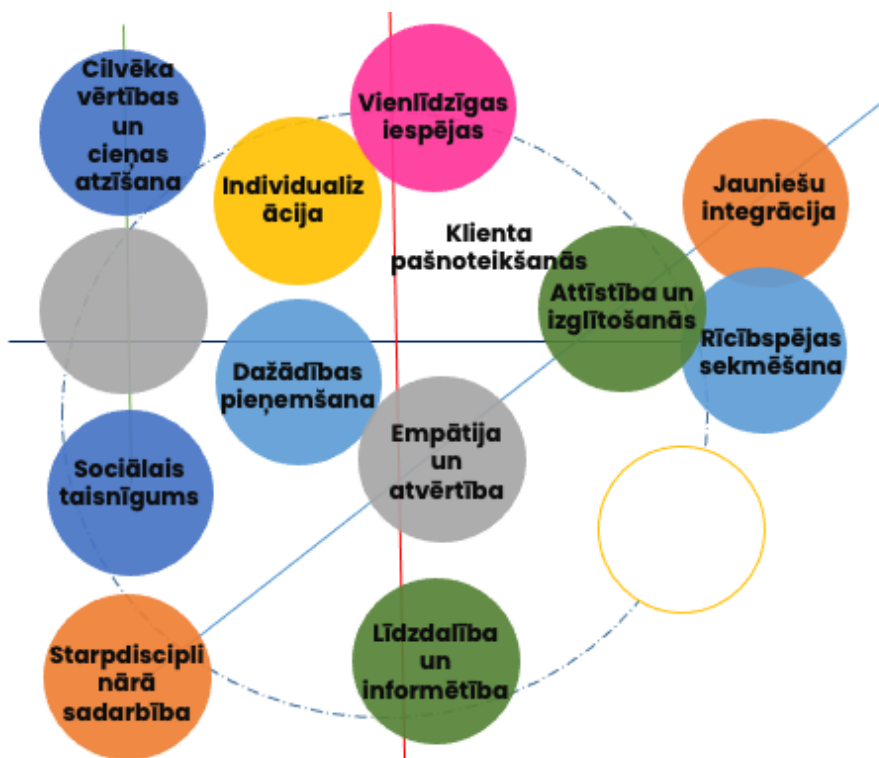 Cilvēka
vērtības
un
cieņas
atzīšana
Vienlīdzīgas
iespējas
Individualiz
ācija
Jauniešu
integrācija
Klienta
pašnoteikšanās
Attīstība un
izglītošanās
Rīcībspējas
sekmēšana
Dažādības
pieņemšana
Empātija
un
atvērtība
Sociālais
taisnīgums
Līdzdalība
un
informētība
Starpdiscipli
nārā
sadarbība